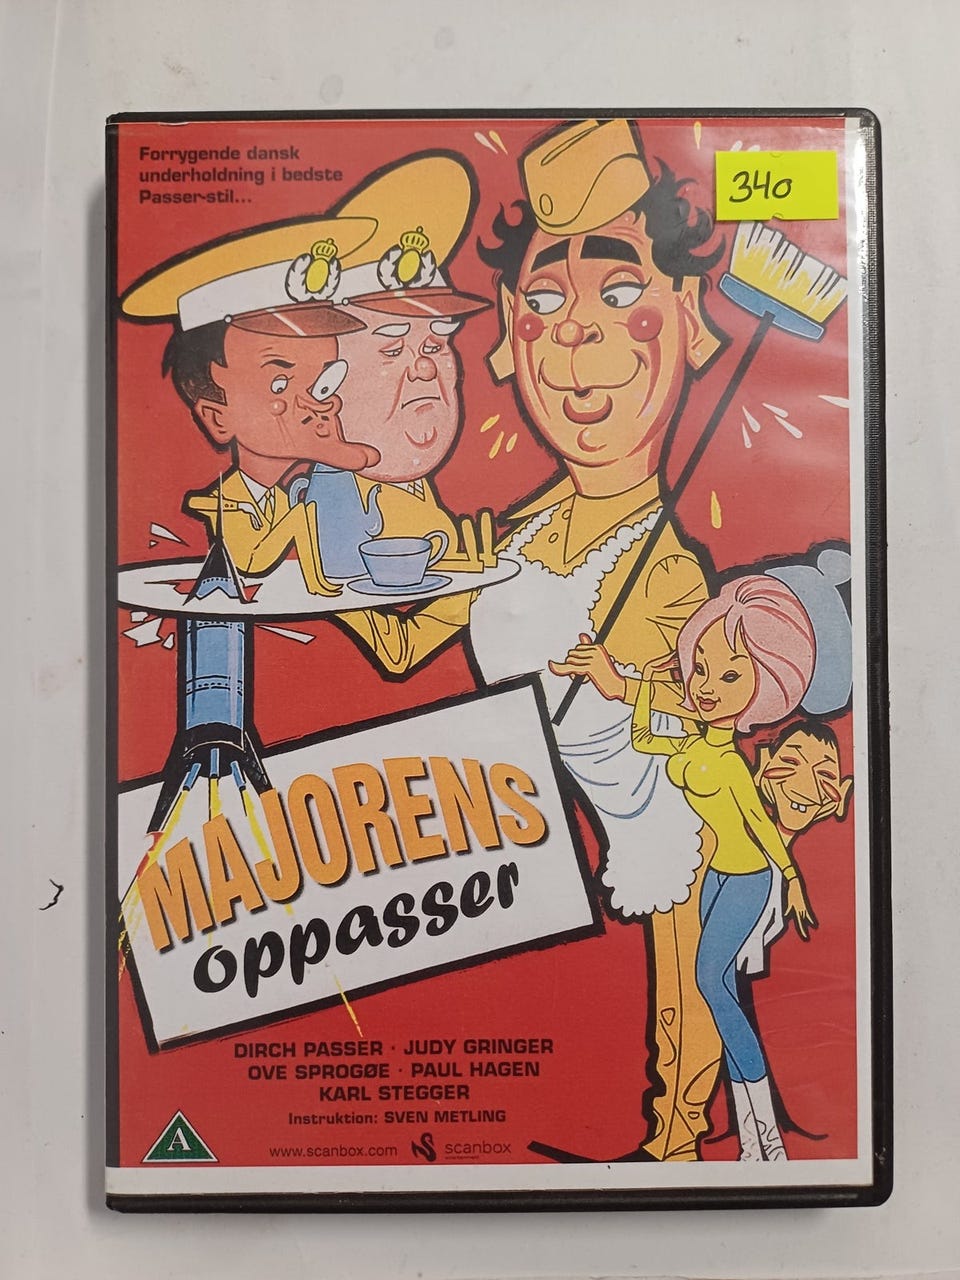 Forrygende dansk
underholdning i bedste
Passer-stil...
340
MAJORENS
oppasser
DIRCH PASSER · JUDY GRINGER
OVE SPROGØE · PAUL HAGEN
KARL STEGGER
Instruktion: SVEN METLING
A
www.scanbox.com scanbox